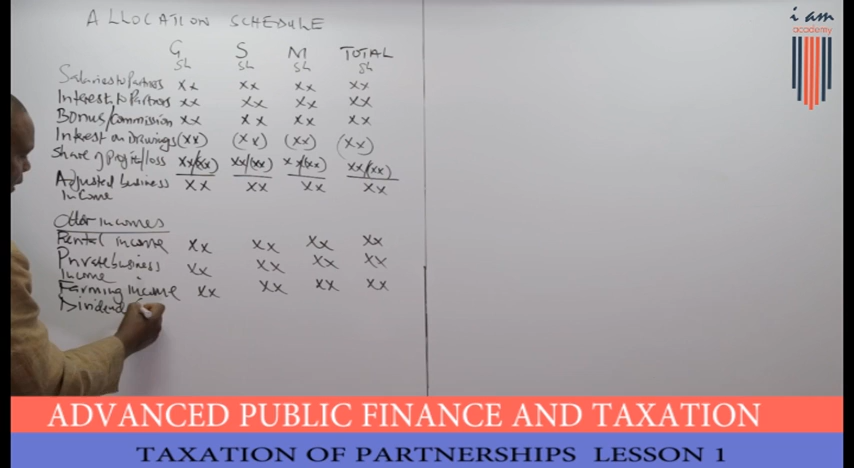 ALLOCATION SCHEDULE
i am
academy
G S M TOTAL
Sh Sh Sh Sh
Salaries to Partners xx xx xx xx
Interest to Partners xx xx xx xx
Bonus/Commission xx xx xx xx
Interest on Drawings (xx) (xx) (xx) (xx)
Share of Profit/loss xx/(xx) xx/(xx) xx/(xx) xx/(xx)
Adjusted business xx xx xx xx
Income
Other incomes
Rental income xx xx xx xx
Private business xx xx xx xx
Income
Farming income xx xx xx xx
Dividend
ADVANCED PUBLIC FINANCE AND TAXATION
TAXATION OF PARTNERSHIPS LESSON 1